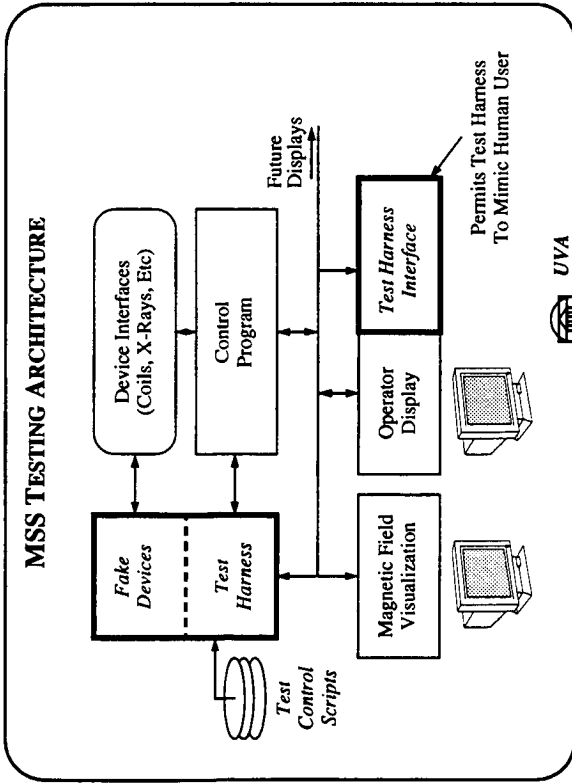 MSS TESTING ARCHITECTURE
Fake
Devices
Test
Harness
Device Interfaces
(Coils, X-Rays, Etc)
Control
Program
Test
Control
Scripts
Future
Displays
Magnetic Field
Visualization
Operator
Display
Test Harness
Interface
Permits Test Harness
To Mimic Human User
UVA